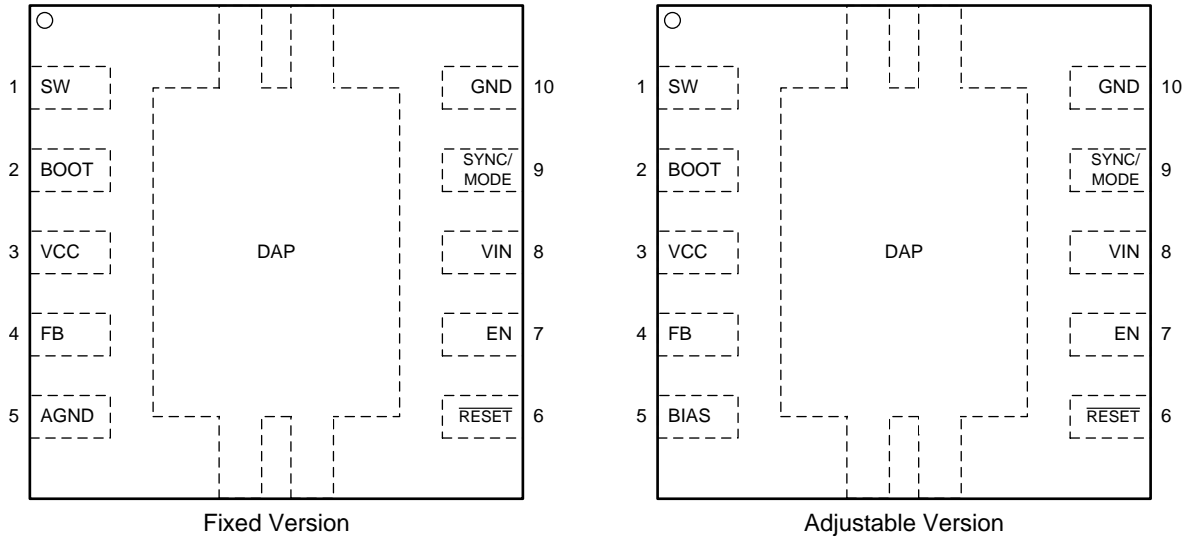 1 SW
GND 10
2 BOOT
SYNC/
MODE
9
3 VCC
DAP
VIN 8
4 FB
EN 7
5 AGND
RESET 6
Fixed Version
1 SW
GND 10
2 BOOT
SYNC/
MODE
9
3 VCC
DAP
VIN 8
4 FB
EN 7
5 BIAS
RESET 6
Adjustable Version